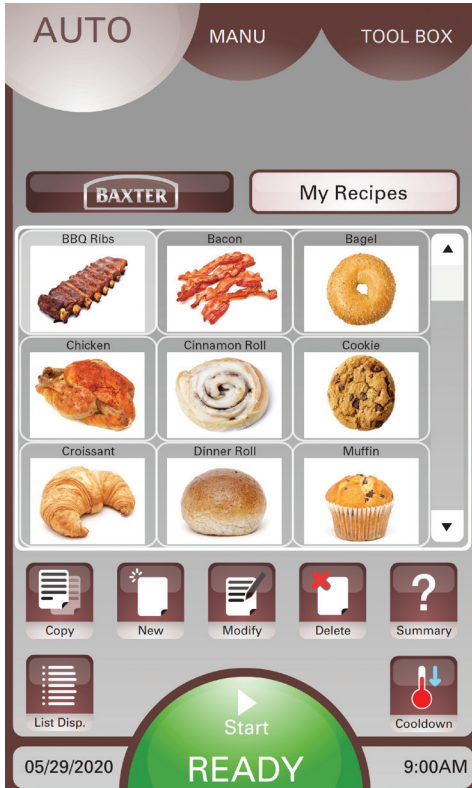 AUTO MANU TOOL BOX
BAXTER My Recipes
BBQ Ribs Bacon Bagel
Chicken Cinnamon Roll Cookie
Croissant Dinner Roll Muffin
Copy New Modify Delete Summary
?
List Disp. Start Cooldown
05/29/2020 READY 9:00AM